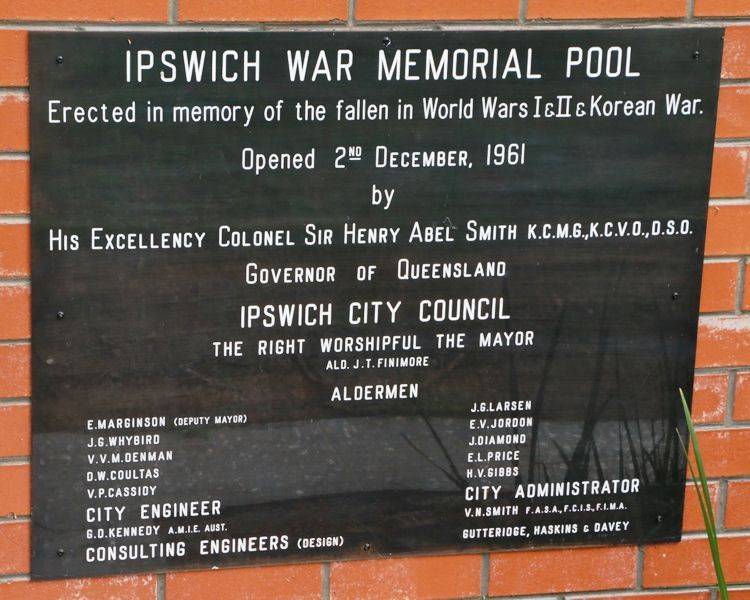 IPSWICH WAR MEMORIAL POOL
Erected in memory of the fallen in World Wars I & II & Korean War.
Opened 2ND DECEMBER, 1961
by
HIS EXCELLENCY COLONEL SIR HENRY ABEL SMITH K.C.M.G., K.C.V.O., D.S.O.
GOVERNOR OF QUEENSLAND
IPSWICH CITY COUNCIL
THE RIGHT WORSHIPFUL THE MAYOR
ALD. J.T. FINIMORE
ALDERMEN
E. MARGINSON (DEPUTY MAYOR)
J.G. WHYBIRD
V.V.M. DENMAN
D.W. COULTAS
V.P. CASSIDY
J.G. LARSEN
E.V. JORDON
J. DIAMOND
E.L. PRICE
H.V. GIBBS
CITY ENGINEER
G.D. KENNEDY A.M.I.E. AUST.
CITY ADMINISTRATOR
V.N. SMITH F.A.S.A., F.C.I.S., F.I.M.A.
CONSULTING ENGINEERS (DESIGN)
GUTTERIDGE, HASKINS & DAVEY